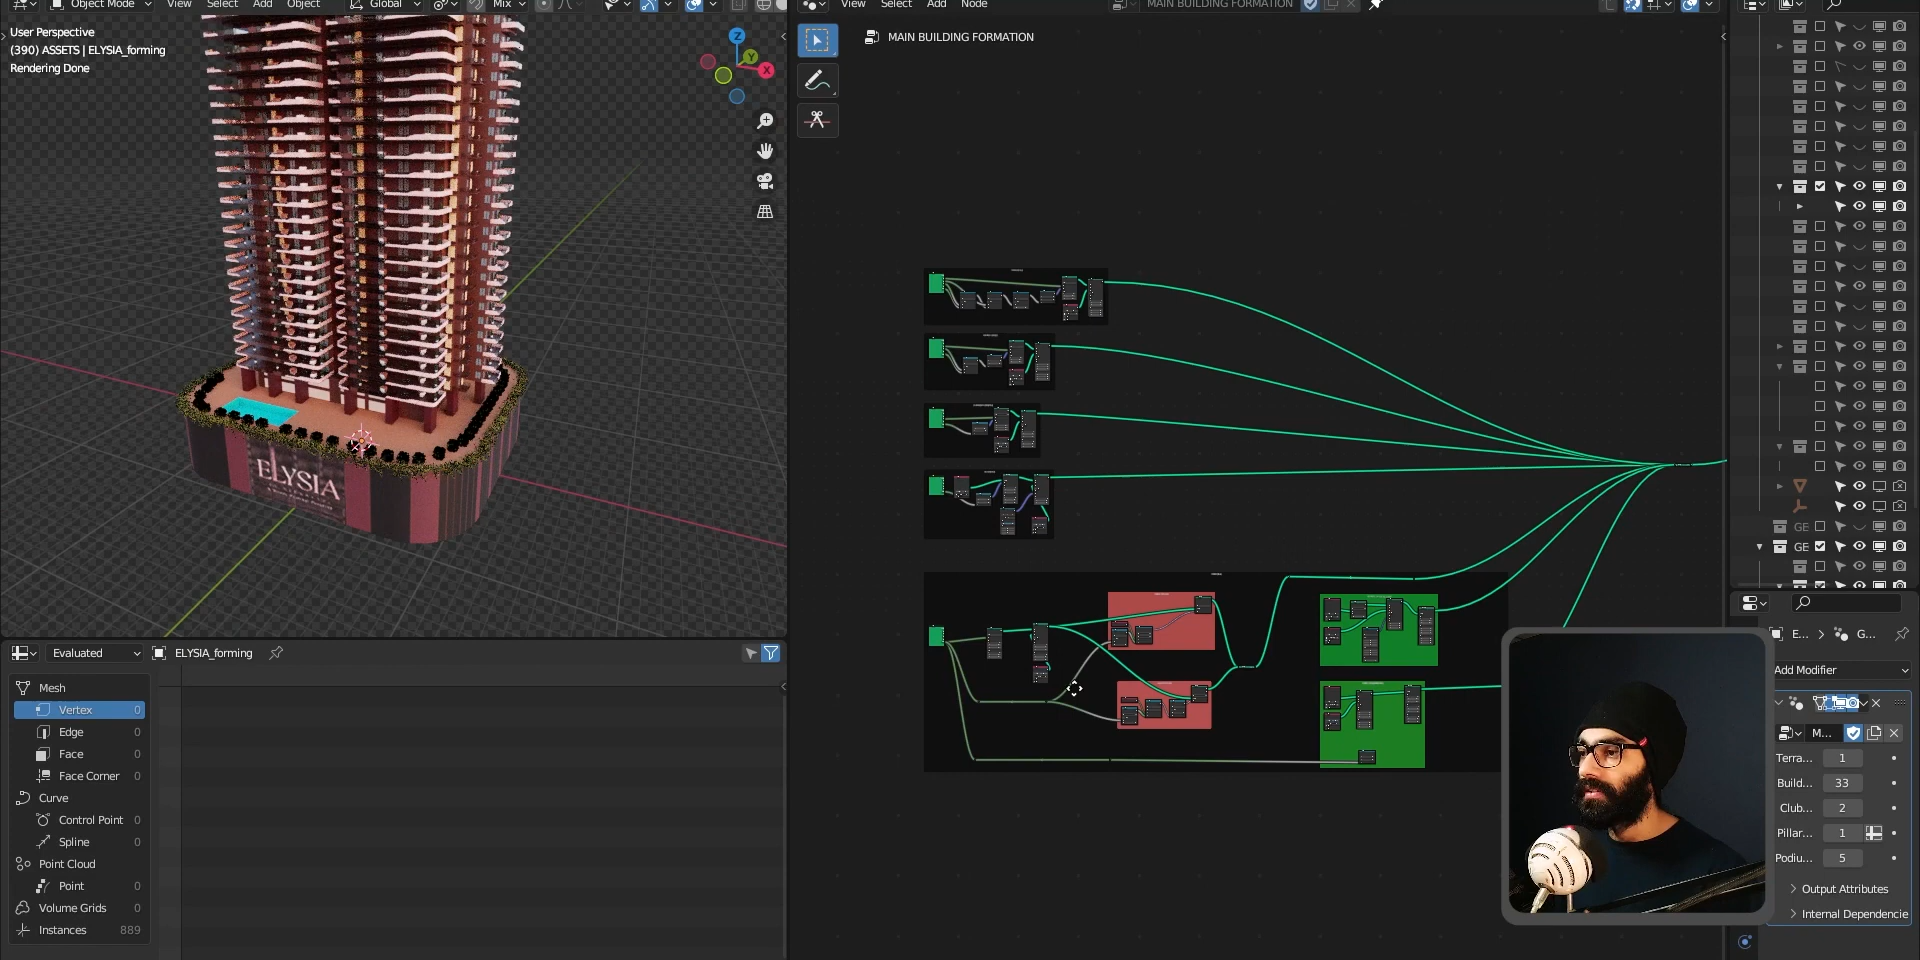 Object Mode
View
Select
Add
Object
Global
Mix
User Perspective
(390) ASSETS | ELYSIA_forming
Rendering Done
Z
Y
X
ELYSIA
View
Select
Add
Node
MAIN BUILDING FORMATION
MAIN BUILDING FORMATION
GE
GE
Evaluated
ELYSIA_forming
Mesh
Vertex 0
Edge 0
Face 0
Face Corner 0
Curve
Control Point 0
Spline 0
Point Cloud
Point 0
Volume Grids 0
Instances 889
E... > G...
Add Modifier
M...
Terra... 1
Build... 33
Club... 2
Pillar... 1
Podiu... 5
Output Attributes
Internal Dependencie